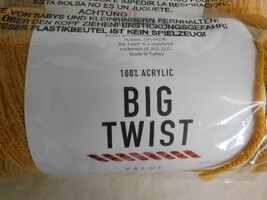 ESTA BOLSA NO ES UN JUGUETE.
ACHTUNG!
VON BABYS UND KLEINKINDERN FERNHALTEN!
ÜBER DEN KOPF ZIEHEN ERSTICKUNGSGEFAHR!
PLASTIKBEUTEL IST KEIN SPIELZEUG!
Hudson, OH 44236
Big Twist® is a registered
trademark of JAS, LLC.
Made in Turkey
100% ACRYLIC
BIG
TWIST
VALUE